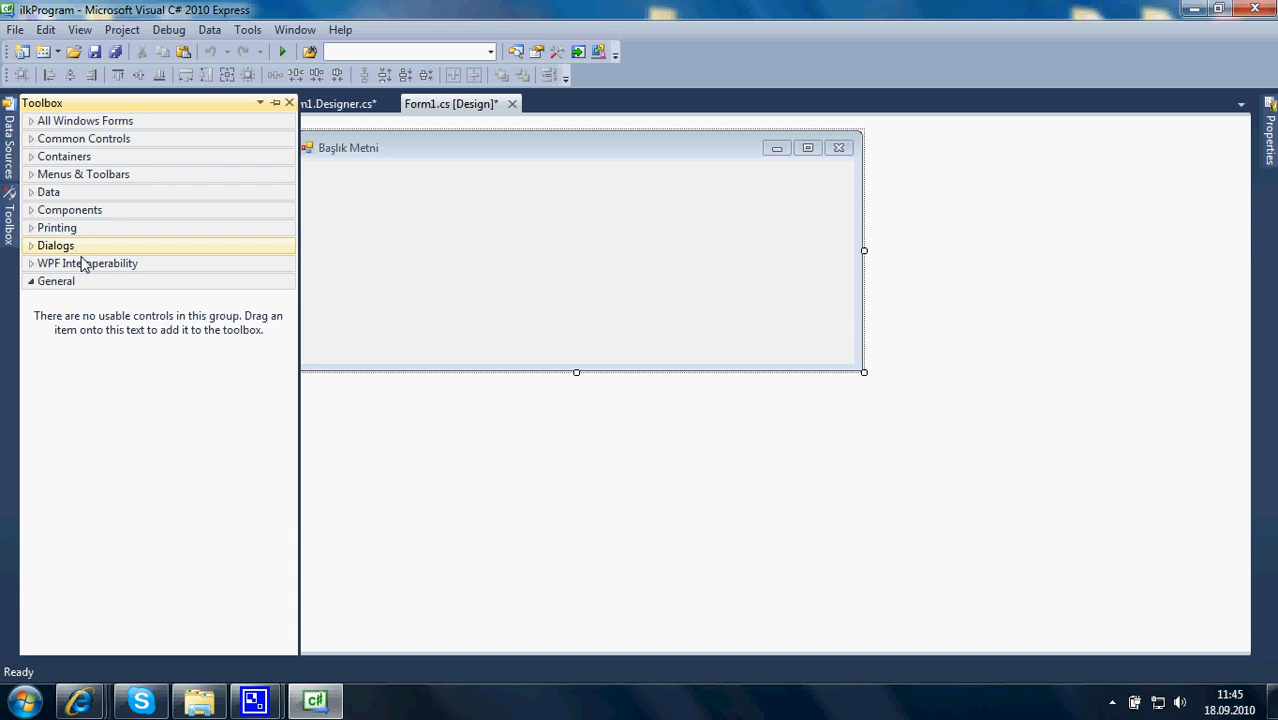 ilkProgram - Microsoft Visual C# 2010 Express
File Edit View Project Debug Data Tools Window Help
Toolbox
m1.Designer.cs*
Form1.cs [Design]*
Data Sources
Toolbox
Properties
All Windows Forms
Common Controls
Containers
Menus & Toolbars
Data
Components
Printing
Dialogs
WPF Interoperability
General
There are no usable controls in this group. Drag an
item onto this text to add it to the toolbox.
Başlık Metni
Ready
C#
11:45
18.09.2010